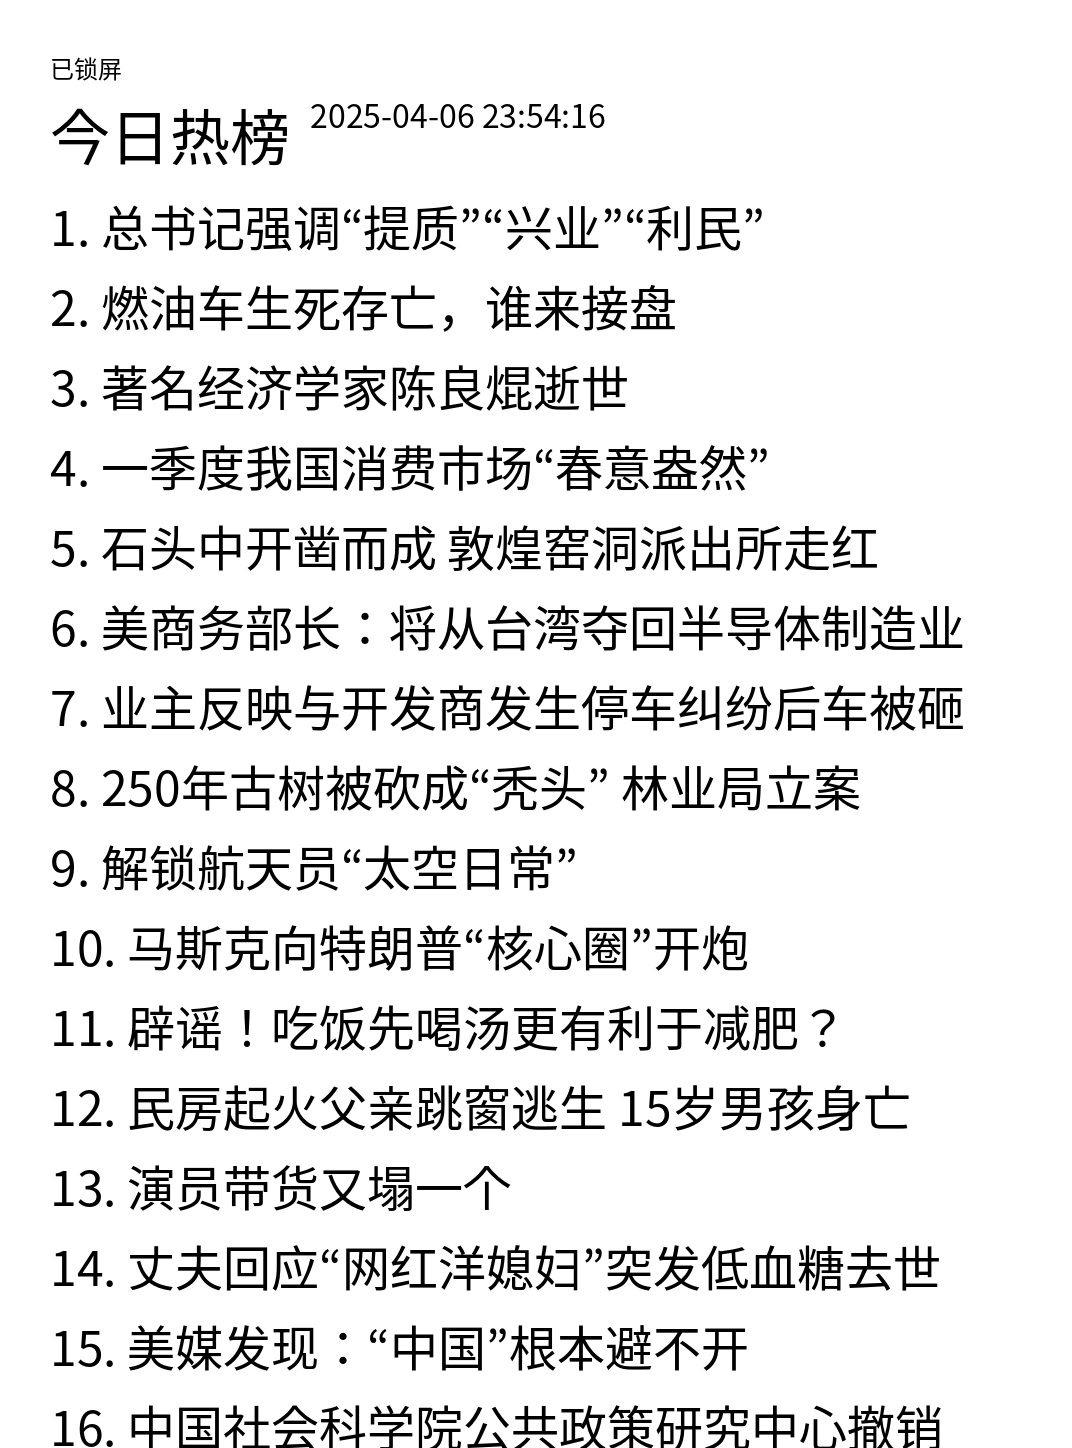 已锁屏
今日热榜 2025-04-06 23:54:16
1. 总书记强调“提质”“兴业”“利民”
2. 燃油车生死存亡，谁来接盘
3. 著名经济学家陈良焜逝世
4. 一季度我国消费市场“春意盎然”
5. 石头中开凿而成 敦煌窑洞派出所走红
6. 美商务部长：将从台湾夺回半导体制造业
7. 业主反映与开发商发生停车纠纷后车被砸
8. 250年古树被砍成“秃头” 林业局立案
9. 解锁航天员“太空日常”
10. 马斯克向特朗普“核心圈”开炮
11. 辟谣！吃饭先喝汤更有利于减肥？
12. 民房起火父亲跳窗逃生 15岁男孩身亡
13. 演员带货又塌一个
14. 丈夫回应“网红洋媳妇”突发低血糖去世
15. 美媒发现：“中国”根本避不开
16. 中国社会科学院公共政策研究中心撤销